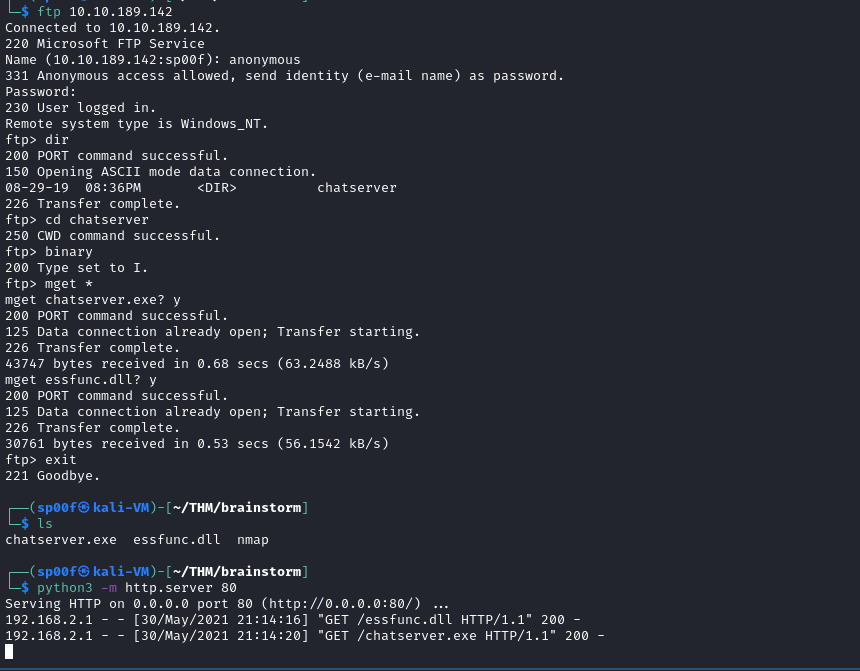 └─$ ftp 10.10.189.142
Connected to 10.10.189.142.
220 Microsoft FTP Service
Name (10.10.189.142:sp00f): anonymous
331 Anonymous access allowed, send identity (e-mail name) as password.
Password:
230 User logged in.
Remote system type is Windows_NT.
ftp> dir
200 PORT command successful.
150 Opening ASCII mode data connection.
08-29-19  08:36PM       <DIR>          chatserver
226 Transfer complete.
ftp> cd chatserver
250 CWD command successful.
ftp> binary
200 Type set to I.
ftp> mget *
mget chatserver.exe? y
200 PORT command successful.
125 Data connection already open; Transfer starting.
226 Transfer complete.
43747 bytes received in 0.68 secs (63.2488 kB/s)
mget essfunc.dll? y
200 PORT command successful.
125 Data connection already open; Transfer starting.
226 Transfer complete.
30761 bytes received in 0.53 secs (56.1542 kB/s)
ftp> exit
221 Goodbye.
┌──(sp00f㉿kali-VM)-[~/THM/brainstorm]
└─$ ls
chatserver.exe  essfunc.dll  nmap
┌──(sp00f㉿kali-VM)-[~/THM/brainstorm]
└─$ python3 -m http.server 80
Serving HTTP on 0.0.0.0 port 80 (http://0.0.0.0:80/) ...
192.168.2.1 - - [30/May/2021 21:14:16] "GET /essfunc.dll HTTP/1.1" 200 -
192.168.2.1 - - [30/May/2021 21:14:20] "GET /chatserver.exe HTTP/1.1" 200 -